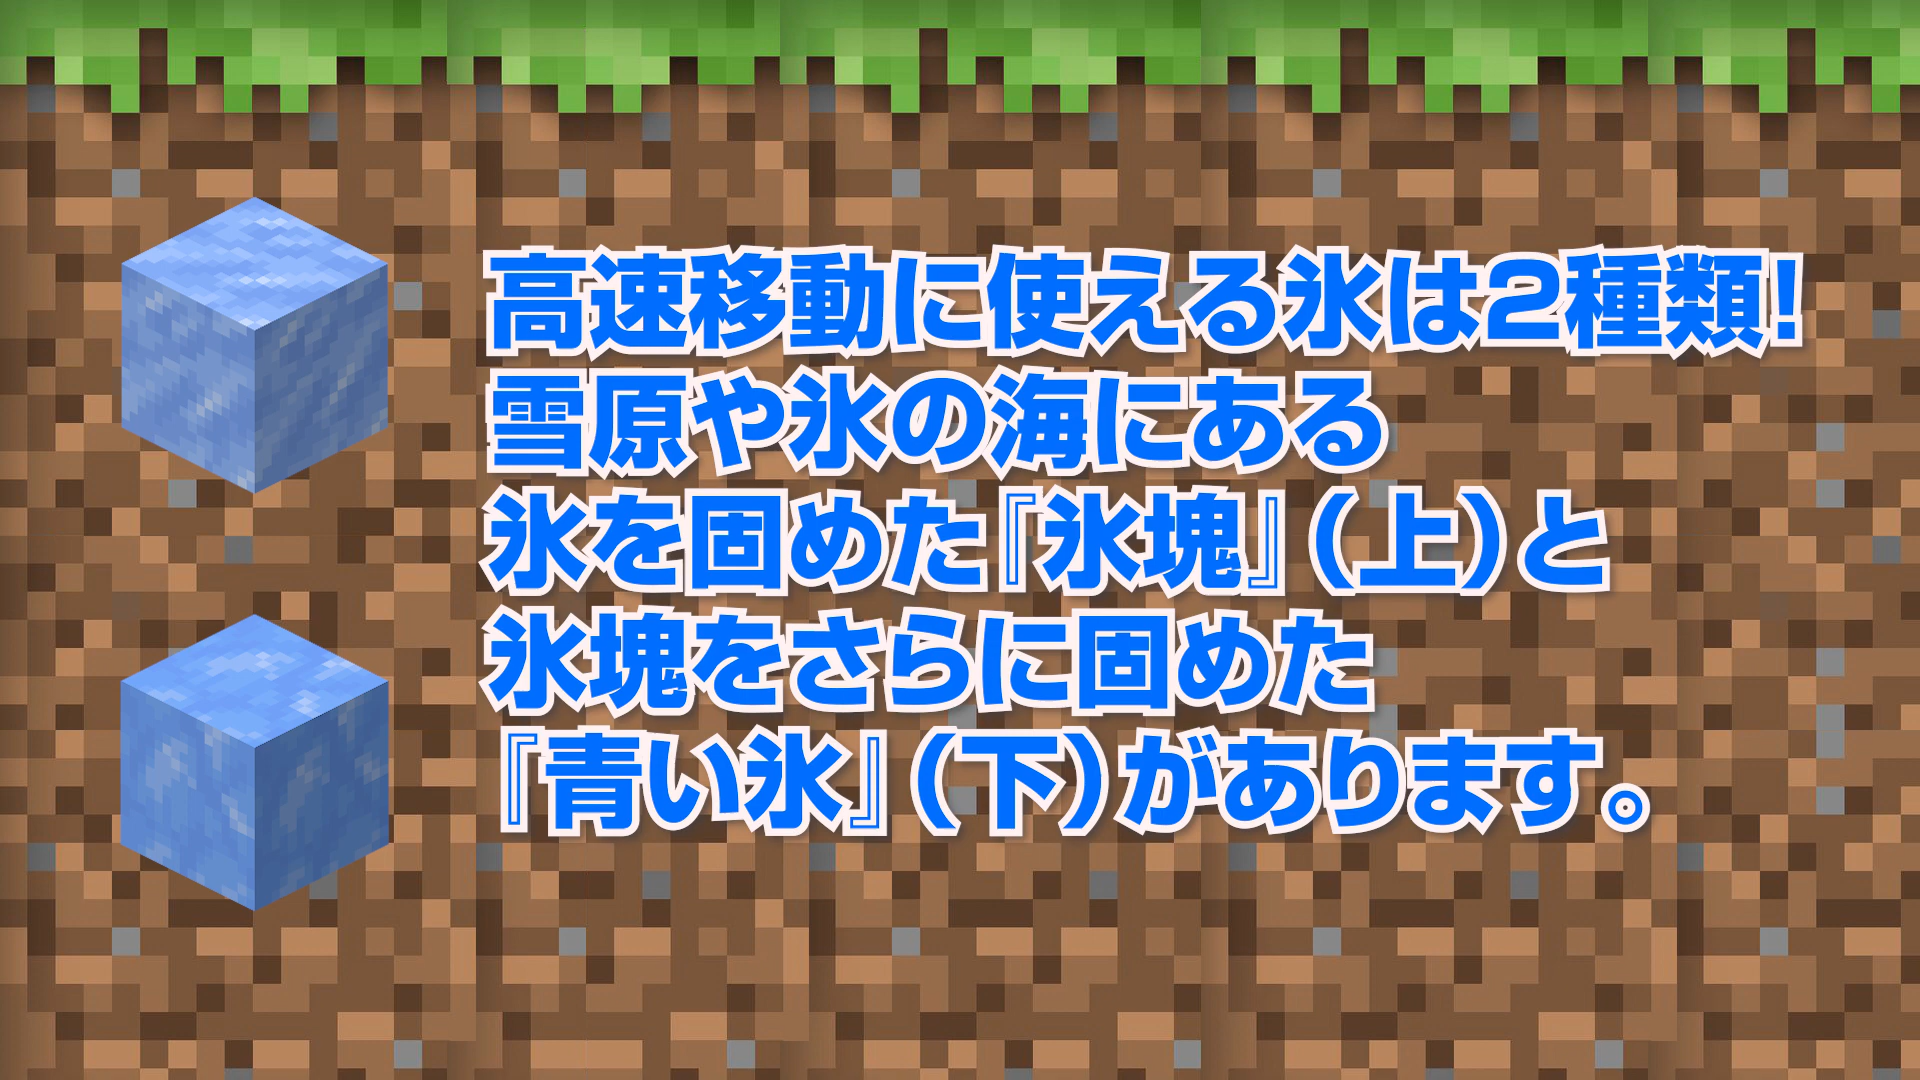 高速移動に使える氷は2種類!
雪原や氷の海にある
氷を固めた『氷塊』（上）と
氷塊をさらに固めた
『青い氷』（下）があります。